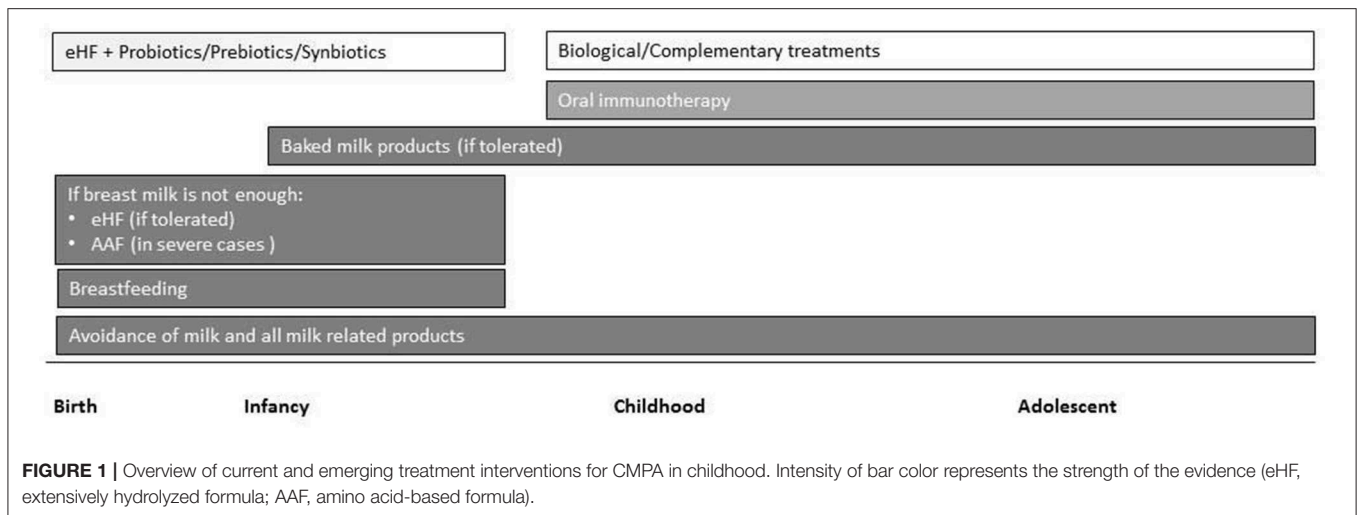 eHF + Probiotics/Prebiotics/Synbiotics
Biological/Complementary treatments
Oral immunotherapy
Baked milk products (if tolerated)
If breast milk is not enough:
• eHF (if tolerated)
• AAF (in severe cases )
Breastfeeding
Avoidance of milk and all milk related products
Birth Infancy Childhood Adolescent
FIGURE 1 | Overview of current and emerging treatment interventions for CMPA in childhood. Intensity of bar color represents the strength of the evidence (eHF,
extensively hydrolyzed formula; AAF, amino acid-based formula).